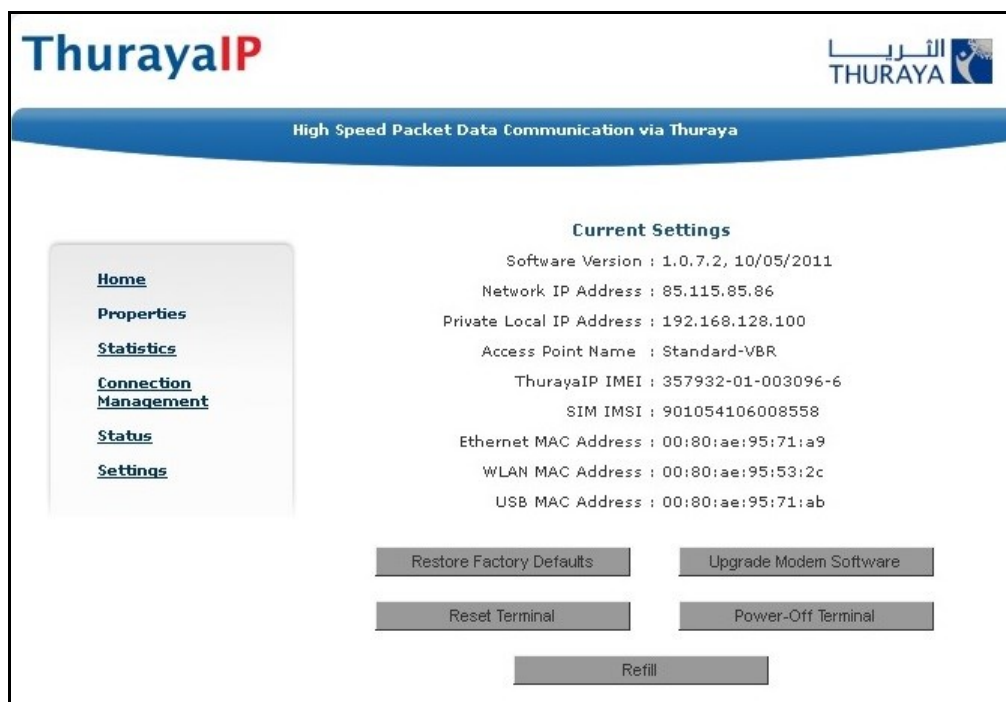 ThurayaIP
الثريا
THURAYA
High Speed Packet Data Communication via Thuraya
Home
Properties
Statistics
Connection
Management
Status
Settings
Current Settings
Software Version : 1.0.7.2, 10/05/2011
Network IP Address : 85.115.85.86
Private Local IP Address : 192.168.128.100
Access Point Name : Standard-VBR
ThurayaIP IMEI : 357932-01-003096-6
SIM IMSI : 901054106008558
Ethernet MAC Address : 00:80:ae:95:71:a9
WLAN MAC Address : 00:80:ae:95:53:2c
USB MAC Address : 00:80:ae:95:71:ab
Restore Factory Defaults
Upgrade Modem Software
Reset Terminal
Power-Off Terminal
Refill